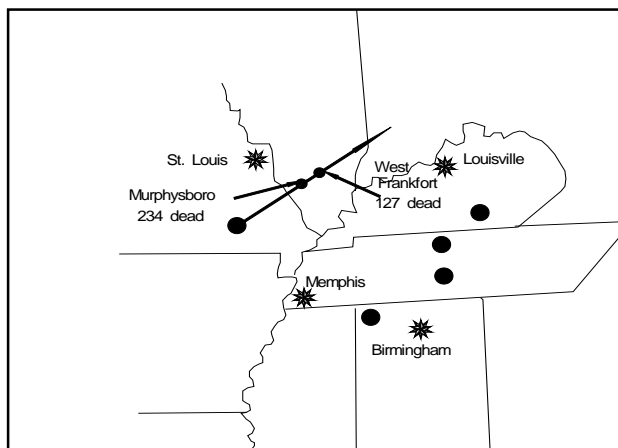 St. Louis
West
Frankfort
127 dead
Louisville
Murphysboro
234 dead
Memphis
Birmingham